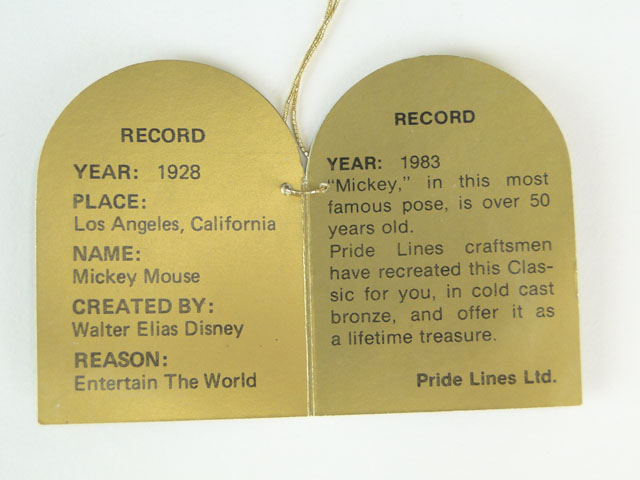 RECORD
YEAR: 1928
PLACE:
Los Angeles, California
NAME:
Mickey Mouse
CREATED BY:
Walter Elias Disney
REASON:
Entertain The World
RECORD
YEAR: 1983
"Mickey," in this most
famous pose, is over 50
years old.
Pride Lines craftsmen
have recreated this Clas-
sic for you, in cold cast
bronze, and offer it as
a lifetime treasure.
Pride Lines Ltd.